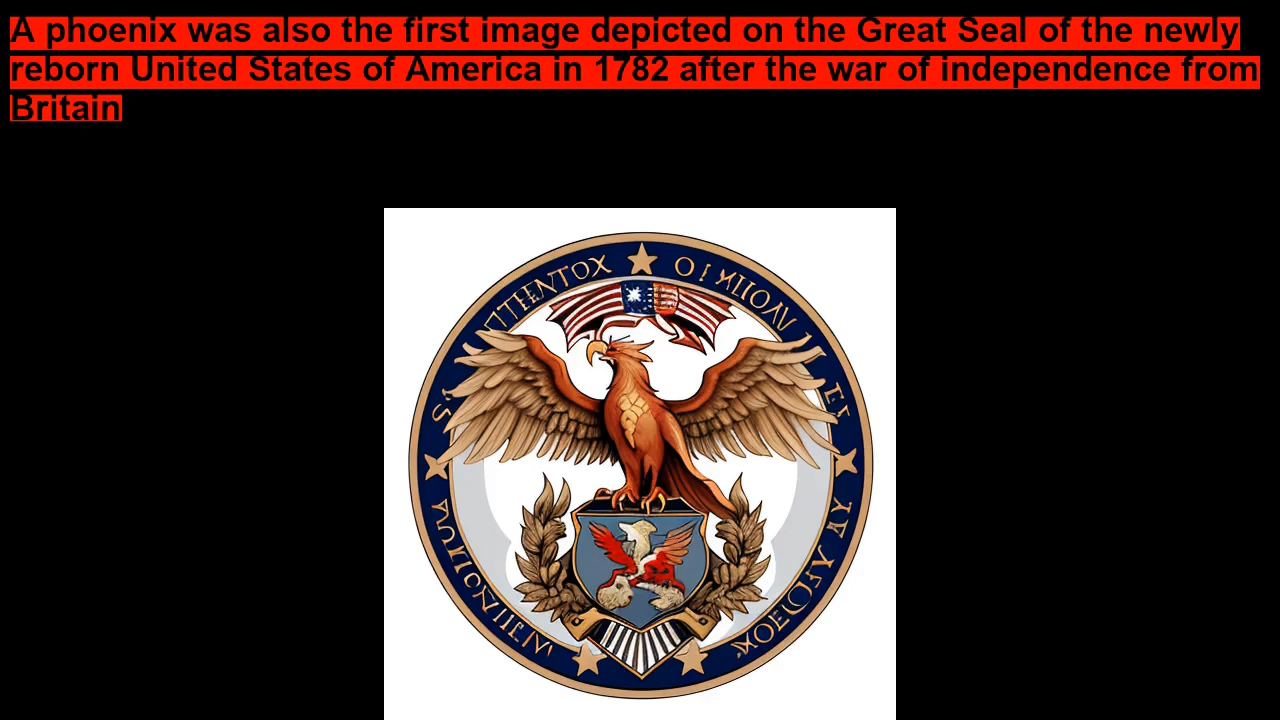 A phoenix was also the first image depicted on the Great Seal of the newly
reborn United States of America in 1782 after the war of independence from
Britain